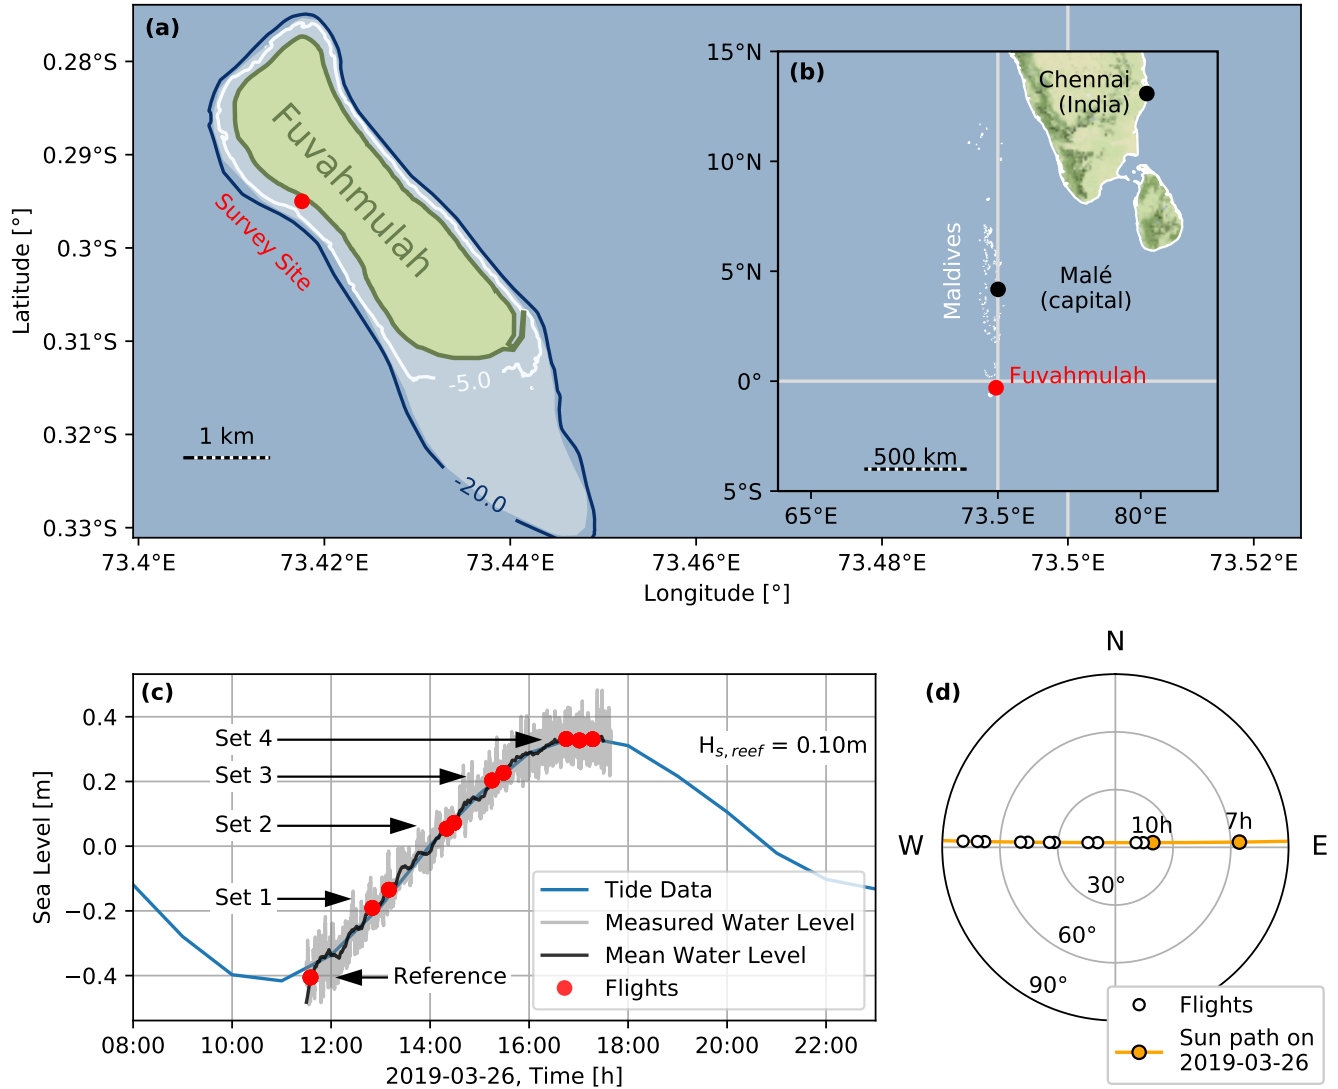 (a)
0.28°S
0.29°S
0.3°S
0.31°S
0.32°S
0.33°S
Latitude [°]
Fuvahmulah
Survey Site
-5.0
-20.0
1 km
73.4°E
73.42°E
73.44°E
73.46°E
73.48°E
73.5°E
73.52°E
Longitude [°]
(b)
15°N
10°N
5°N
0°
5°S
Chennai
(India)
Maldives
Malé
(capital)
Fuvahmulah
500 km
65°E
73.5°E
80°E
(c)
0.4
0.2
0.0
−0.2
−0.4
Sea Level [m]
Set 4
Set 3
Set 2
Set 1
Reference
H_{s, reef} = 0.10m
Tide Data
Measured Water Level
Mean Water Level
Flights
08:00
10:00
12:00
14:00
16:00
18:00
20:00
22:00
2019-03-26, Time [h]
(d)
N
W
E
10h
7h
30°
60°
90°
Flights
Sun path on
2019-03-26